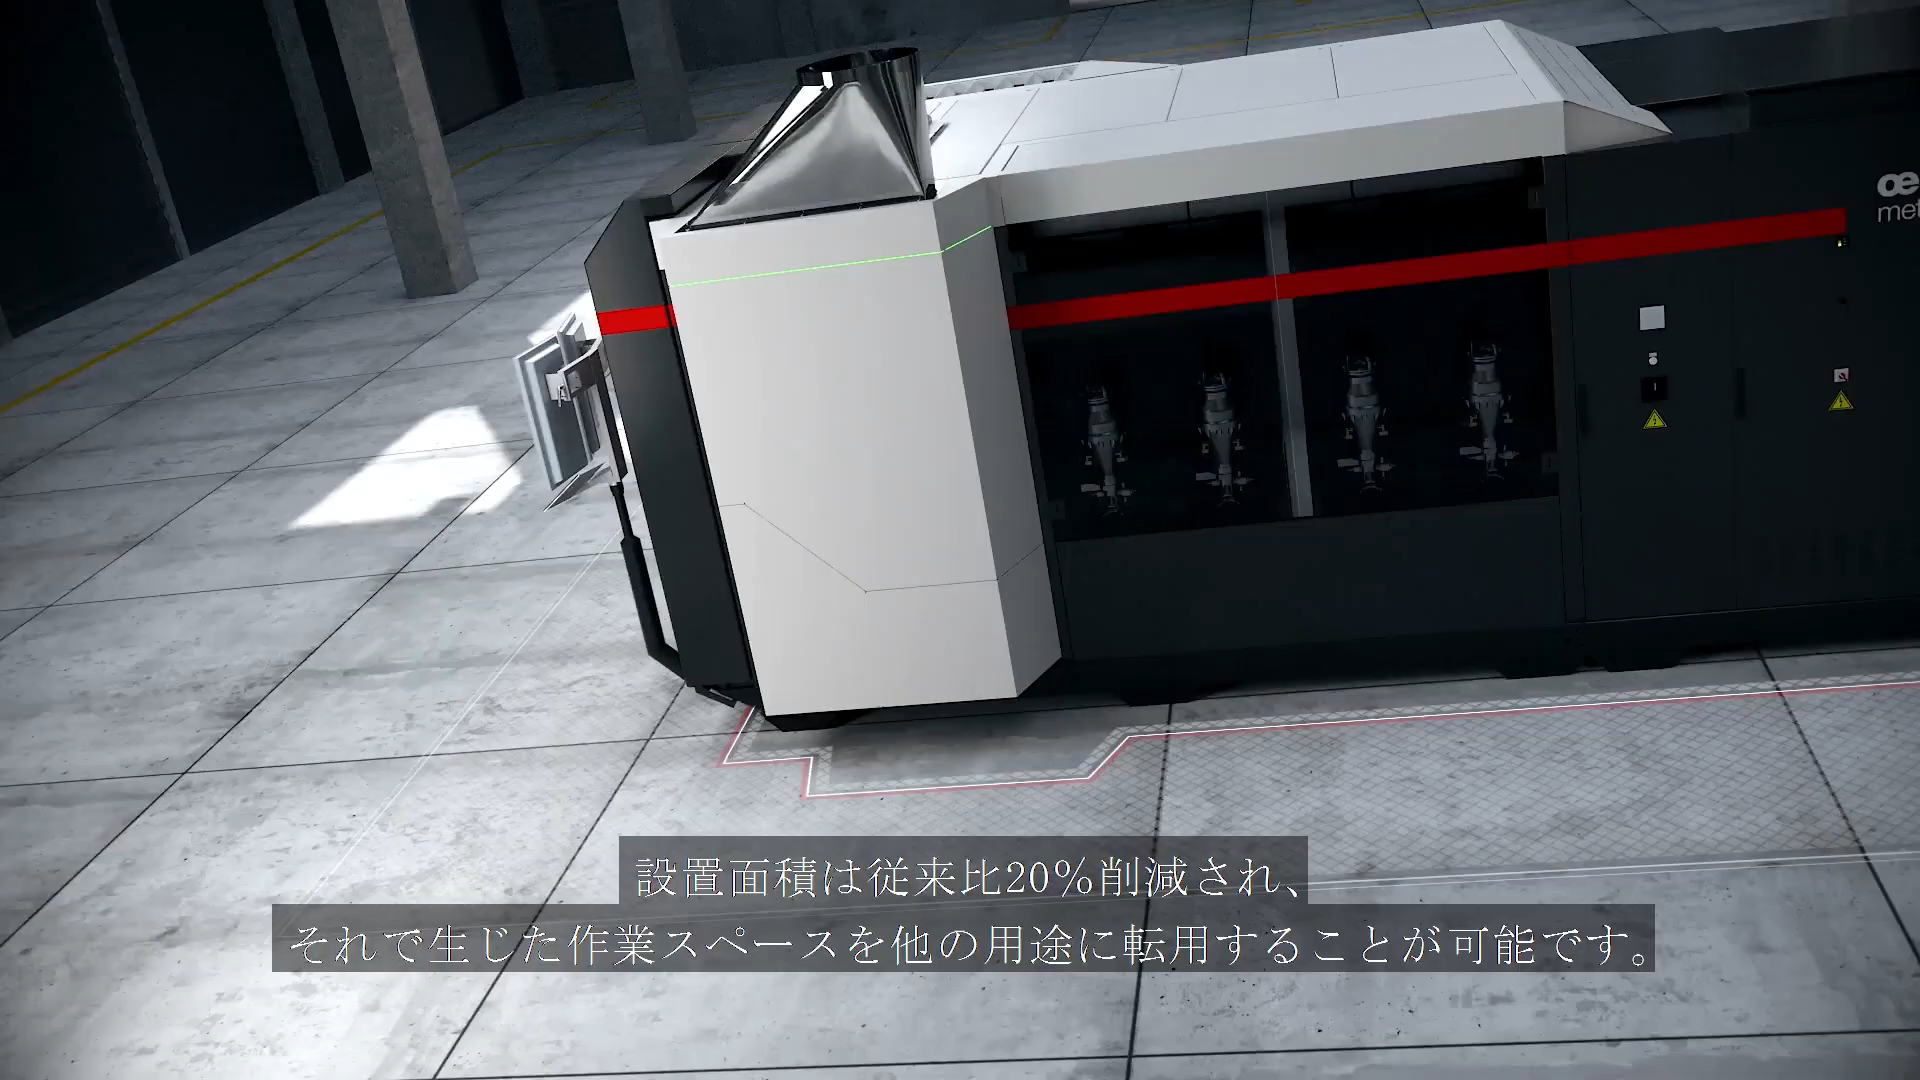 œ
met
設置面積は従来比20%削減され、
それで生じた作業スペースを他の用途に転用することが可能です。